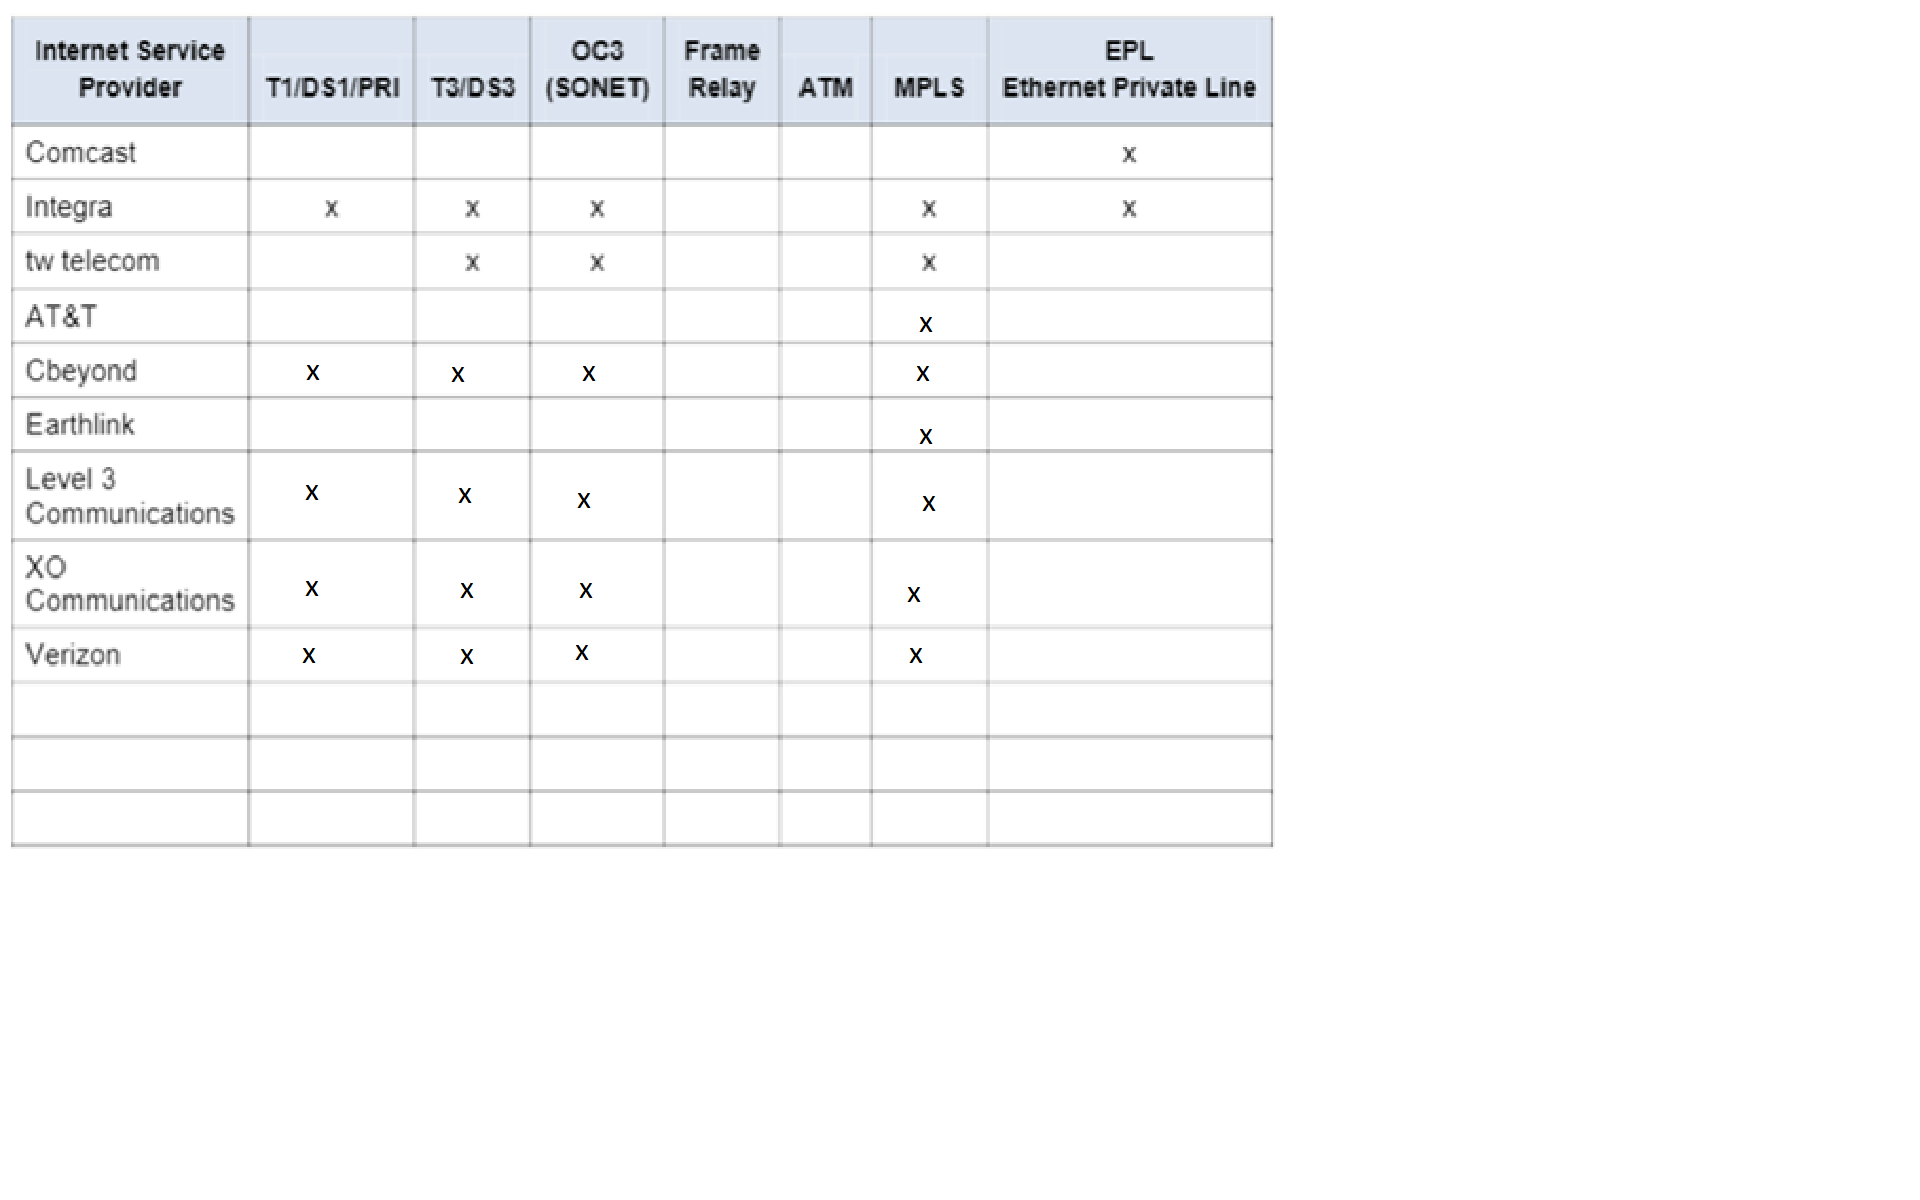 Internet Service Provider | T1/DS1/PRI | T3/DS3 | OC3 (SONET) | Frame Relay | ATM | MPLS | EPL Ethernet Private Line
Comcast | | | | | | | x
Integra | x | x | x | | | x | x
tw telecom | | x | x | | | x |
AT&T | | | | | | x |
Cbeyond | x | x | x | | | x |
Earthlink | | | | | | x |
Level 3 Communications | x | x | x | | | x |
XO Communications | x | x | x | | | x |
Verizon | x | x | x | | | x |